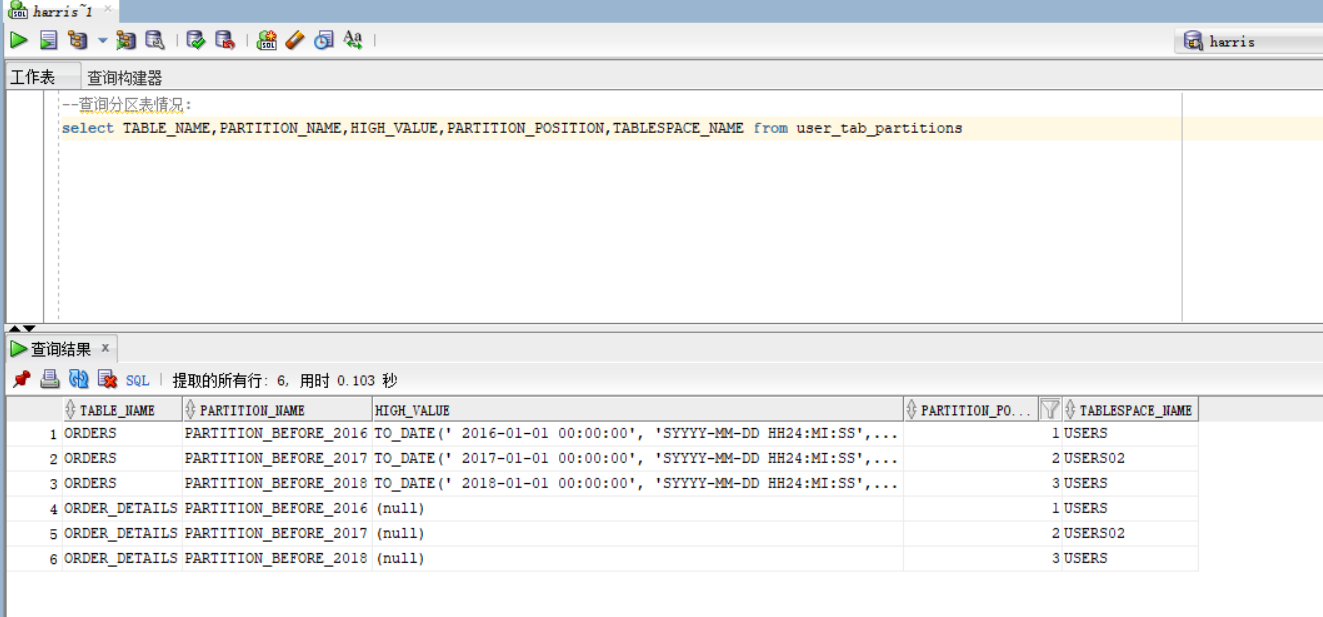 harris~1
harris
工作表 查询构建器
--查询分区表情况:
select TABLE_NAME,PARTITION_NAME,HIGH_VALUE,PARTITION_POSITION,TABLESPACE_NAME from user_tab_partitions
查询结果 x
SQL | 提取的所有行: 6, 用时 0.103 秒
TABLE_NAME PARTITION_NAME HIGH_VALUE PARTITION_PO... TABLESPACE_NAME
1 ORDERS PARTITION_BEFORE_2016 TO_DATE(' 2016-01-01 00:00:00', 'SYYYY-MM-DD HH24:MI:SS',... 1 USERS
2 ORDERS PARTITION_BEFORE_2017 TO_DATE(' 2017-01-01 00:00:00', 'SYYYY-MM-DD HH24:MI:SS',... 2 USERS02
3 ORDERS PARTITION_BEFORE_2018 TO_DATE(' 2018-01-01 00:00:00', 'SYYYY-MM-DD HH24:MI:SS',... 3 USERS
4 ORDER_DETAILS PARTITION_BEFORE_2016 (null) 1 USERS
5 ORDER_DETAILS PARTITION_BEFORE_2017 (null) 2 USERS02
6 ORDER_DETAILS PARTITION_BEFORE_2018 (null) 3 USERS